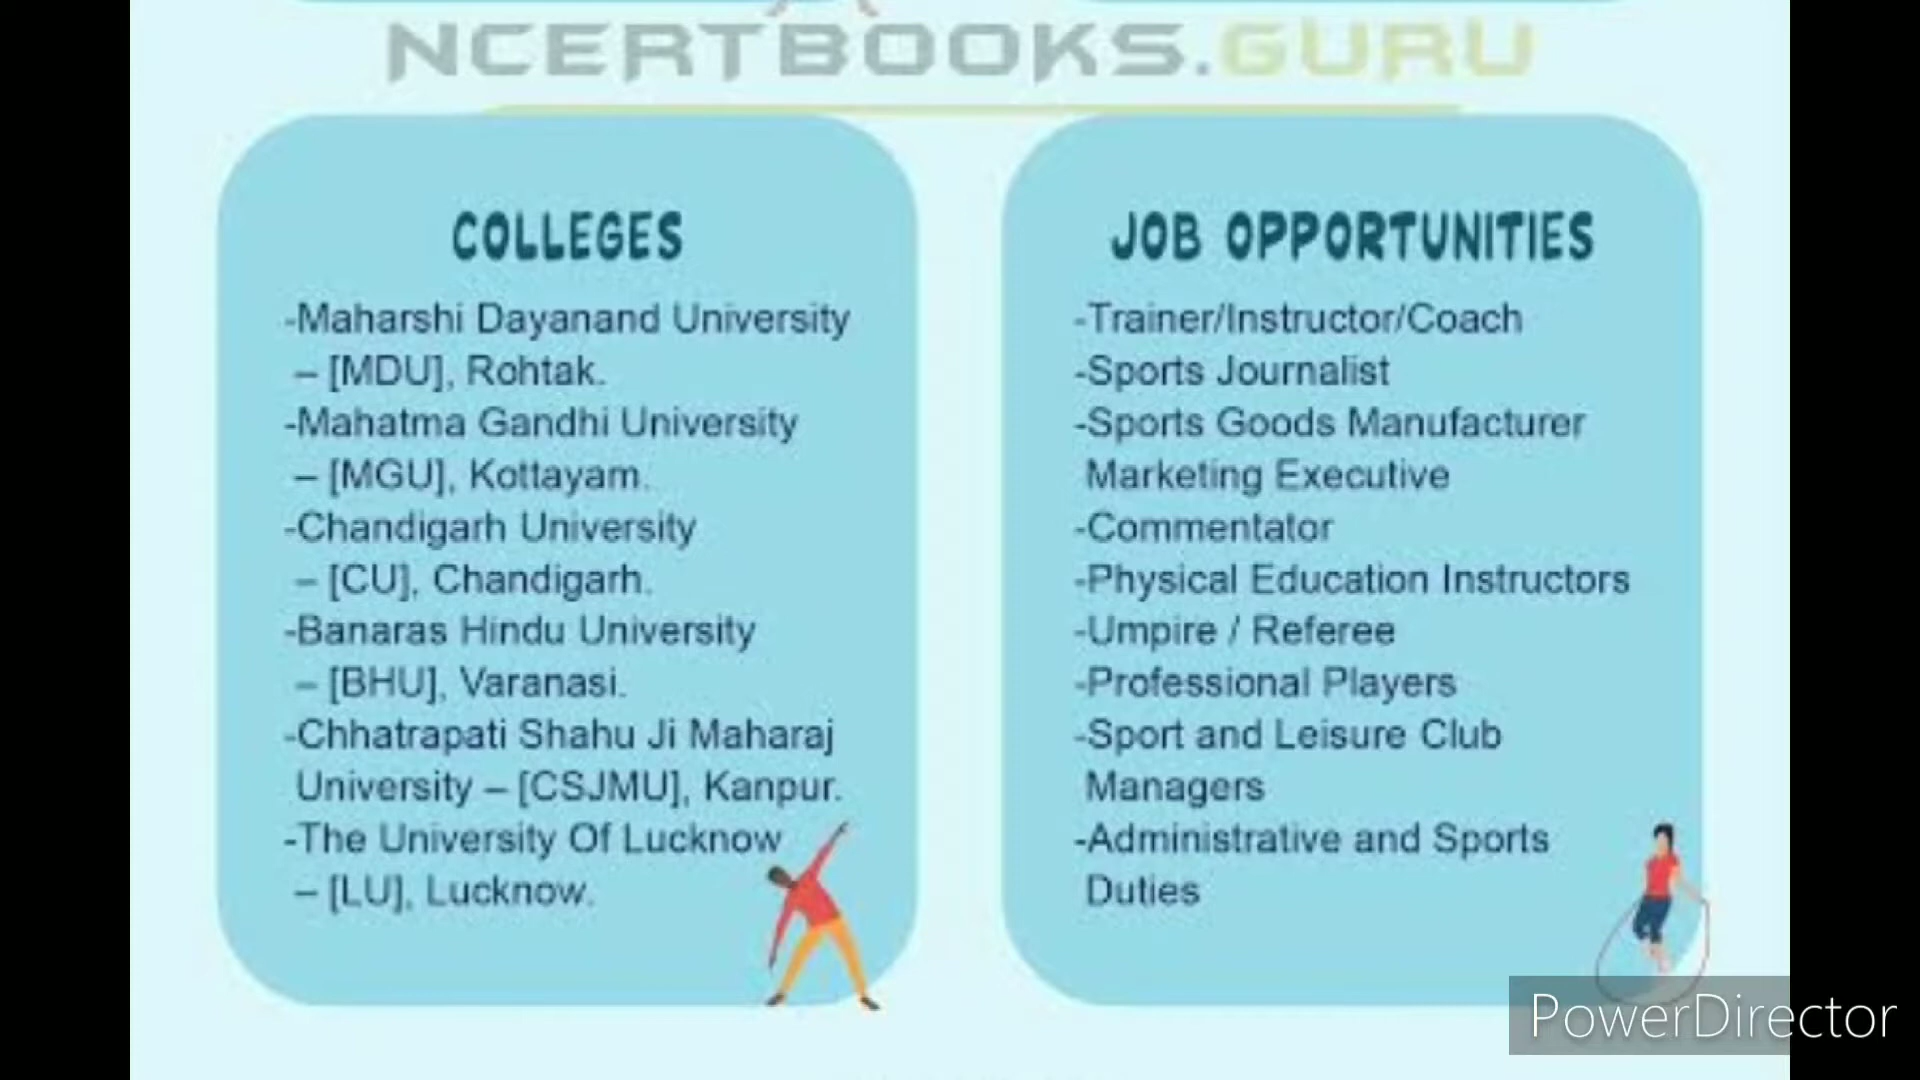 NCERTBOOKS.GURU
COLLEGES
-Maharshi Dayanand University
– [MDU], Rohtak.
-Mahatma Gandhi University
– [MGU], Kottayam.
-Chandigarh University
– [CU], Chandigarh.
-Banaras Hindu University
– [BHU], Varanasi.
-Chhatrapati Shahu Ji Maharaj
University – [CSJMU], Kanpur.
-The University Of Lucknow
– [LU], Lucknow.
JOB OPPORTUNITIES
-Trainer/Instructor/Coach
-Sports Journalist
-Sports Goods Manufacturer
Marketing Executive
-Commentator
-Physical Education Instructors
-Umpire / Referee
-Professional Players
-Sport and Leisure Club
Managers
-Administrative and Sports
Duties
PowerDirector